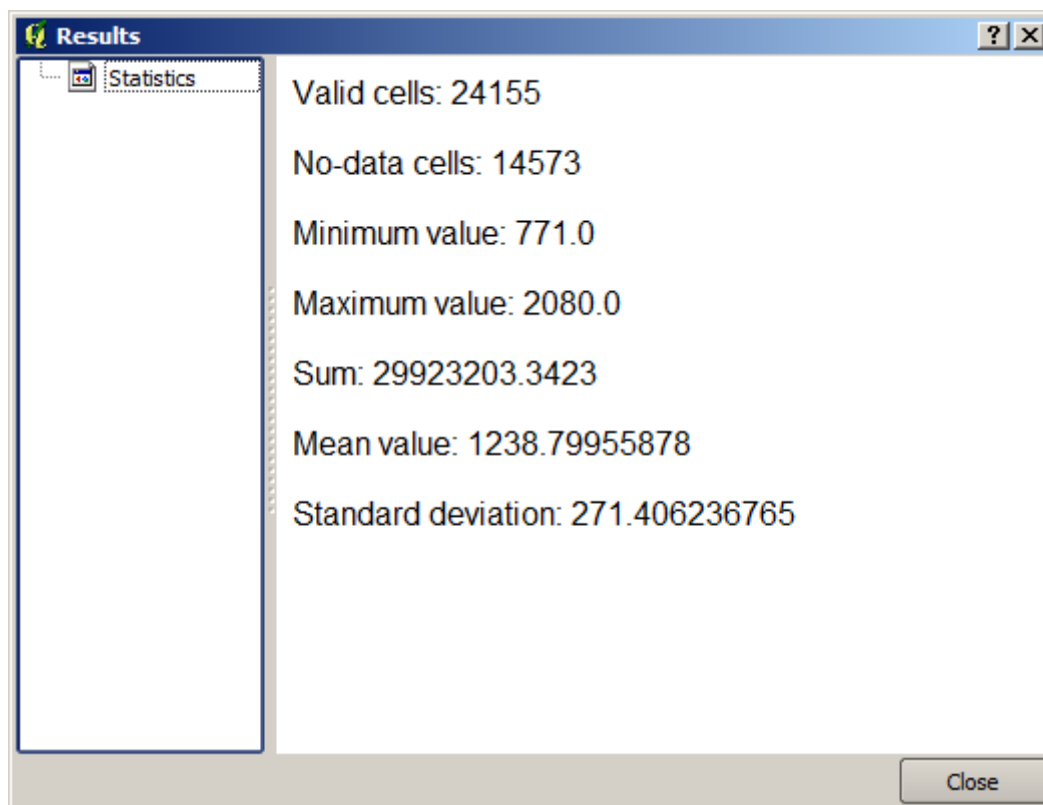 Results
Statistics
Valid cells: 24155
No-data cells: 14573
Minimum value: 771.0
Maximum value: 2080.0
Sum: 29923203.3423
Mean value: 1238.79955878
Standard deviation: 271.406236765
Close